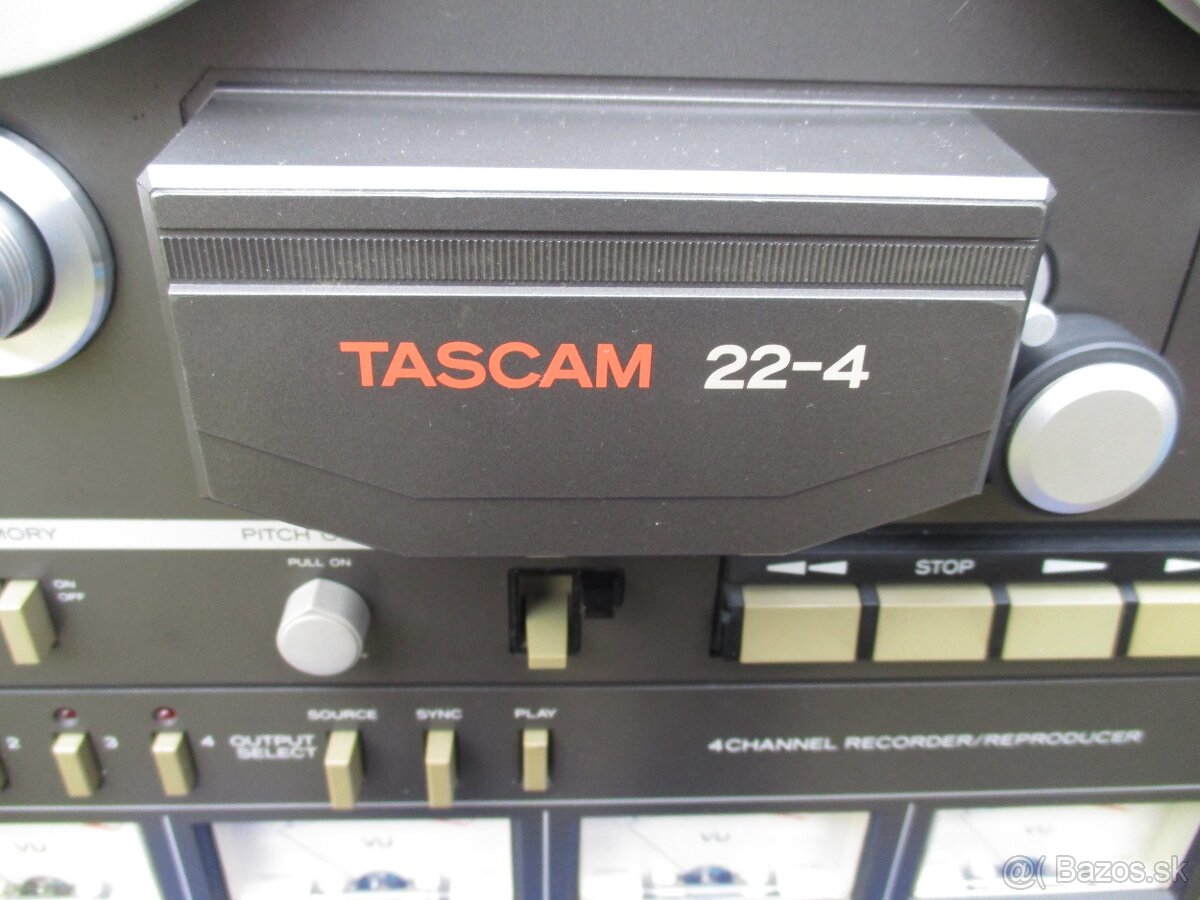 TASCAM 22-4
MORY
PITCH
PULL ON
STOP
ON
OFF
SOURCE SYNC PLAY
2 3 4 OUTPUT
SELECT
4CHANNEL RECORDER/REPRODUCER
VU VU VU VU
@( Bazos.sk